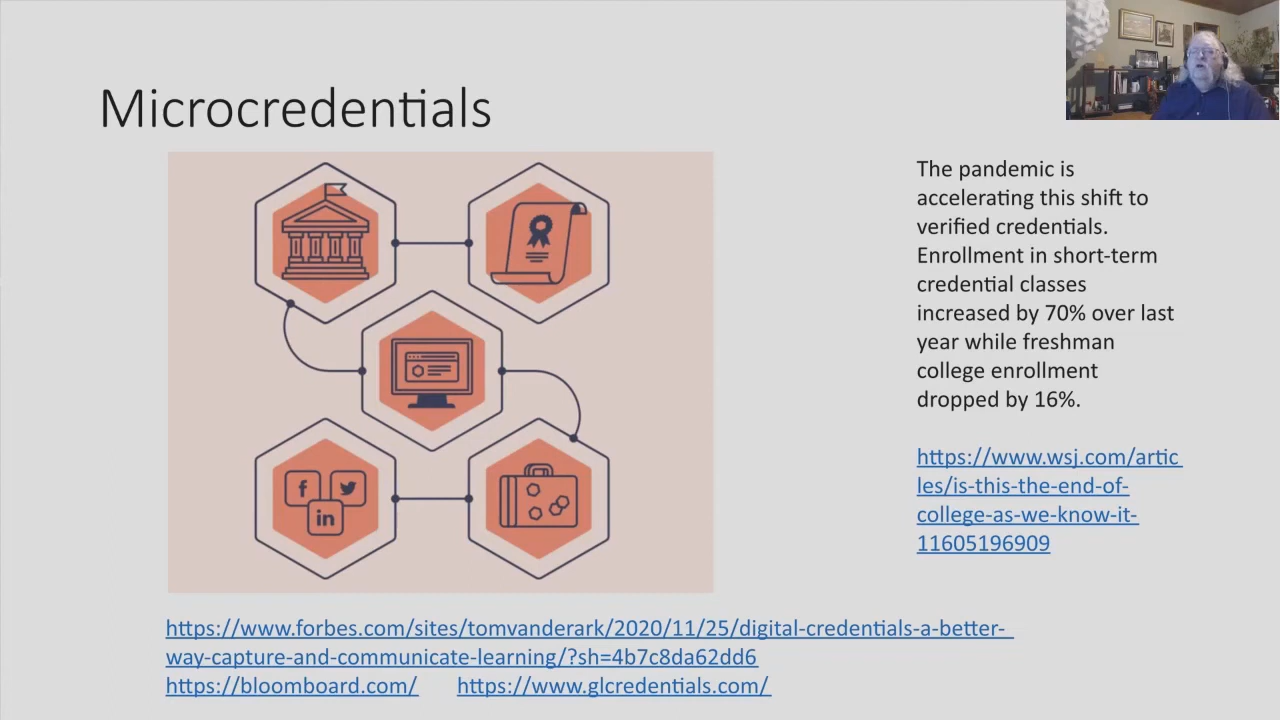 Microcredentials
The pandemic is
accelerating this shift to
verified credentials.
Enrollment in short-term
credential classes
increased by 70% over last
year while freshman
college enrollment
dropped by 16%.
https://www.wsj.com/artic
les/is-this-the-end-of-
college-as-we-know-it-
11605196909
f
in
https://www.forbes.com/sites/tomvanderark/2020/11/25/digital-credentials-a-better-
way-capture-and-communicate-learning/?sh=4b7c8da62dd6
https://bloomboard.com/ https://www.glcredentials.com/